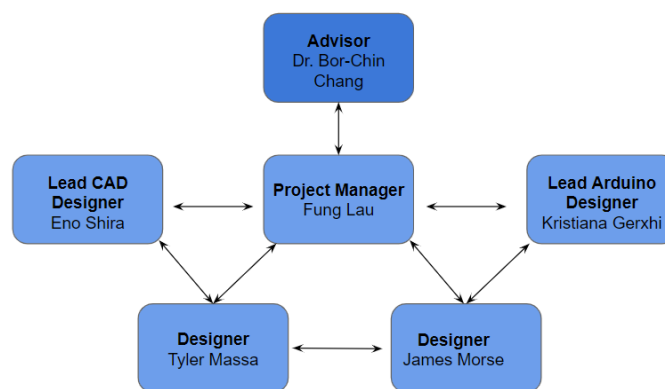 Advisor
Dr. Bor-Chin
Chang
Lead CAD
Designer
Eno Shira
Project Manager
Fung Lau
Lead Arduino
Designer
Kristiana Gerxhi
Designer
Tyler Massa
Designer
James Morse